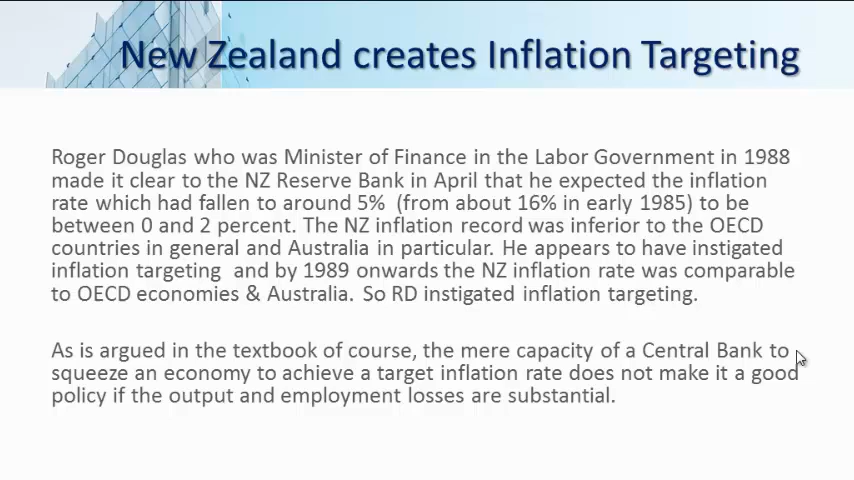 New Zealand creates Inflation Targeting
Roger Douglas who was Minister of Finance in the Labor Government in 1988
made it clear to the NZ Reserve Bank in April that he expected the inflation
rate which had fallen to around 5%  (from about 16% in early 1985) to be
between 0 and 2 percent. The NZ inflation record was inferior to the OECD
countries in general and Australia in particular. He appears to have instigated
inflation targeting  and by 1989 onwards the NZ inflation rate was comparable
to OECD economies & Australia. So RD instigated inflation targeting.
As is argued in the textbook of course, the mere capacity of a Central Bank to
squeeze an economy to achieve a target inflation rate does not make it a good
policy if the output and employment losses are substantial.